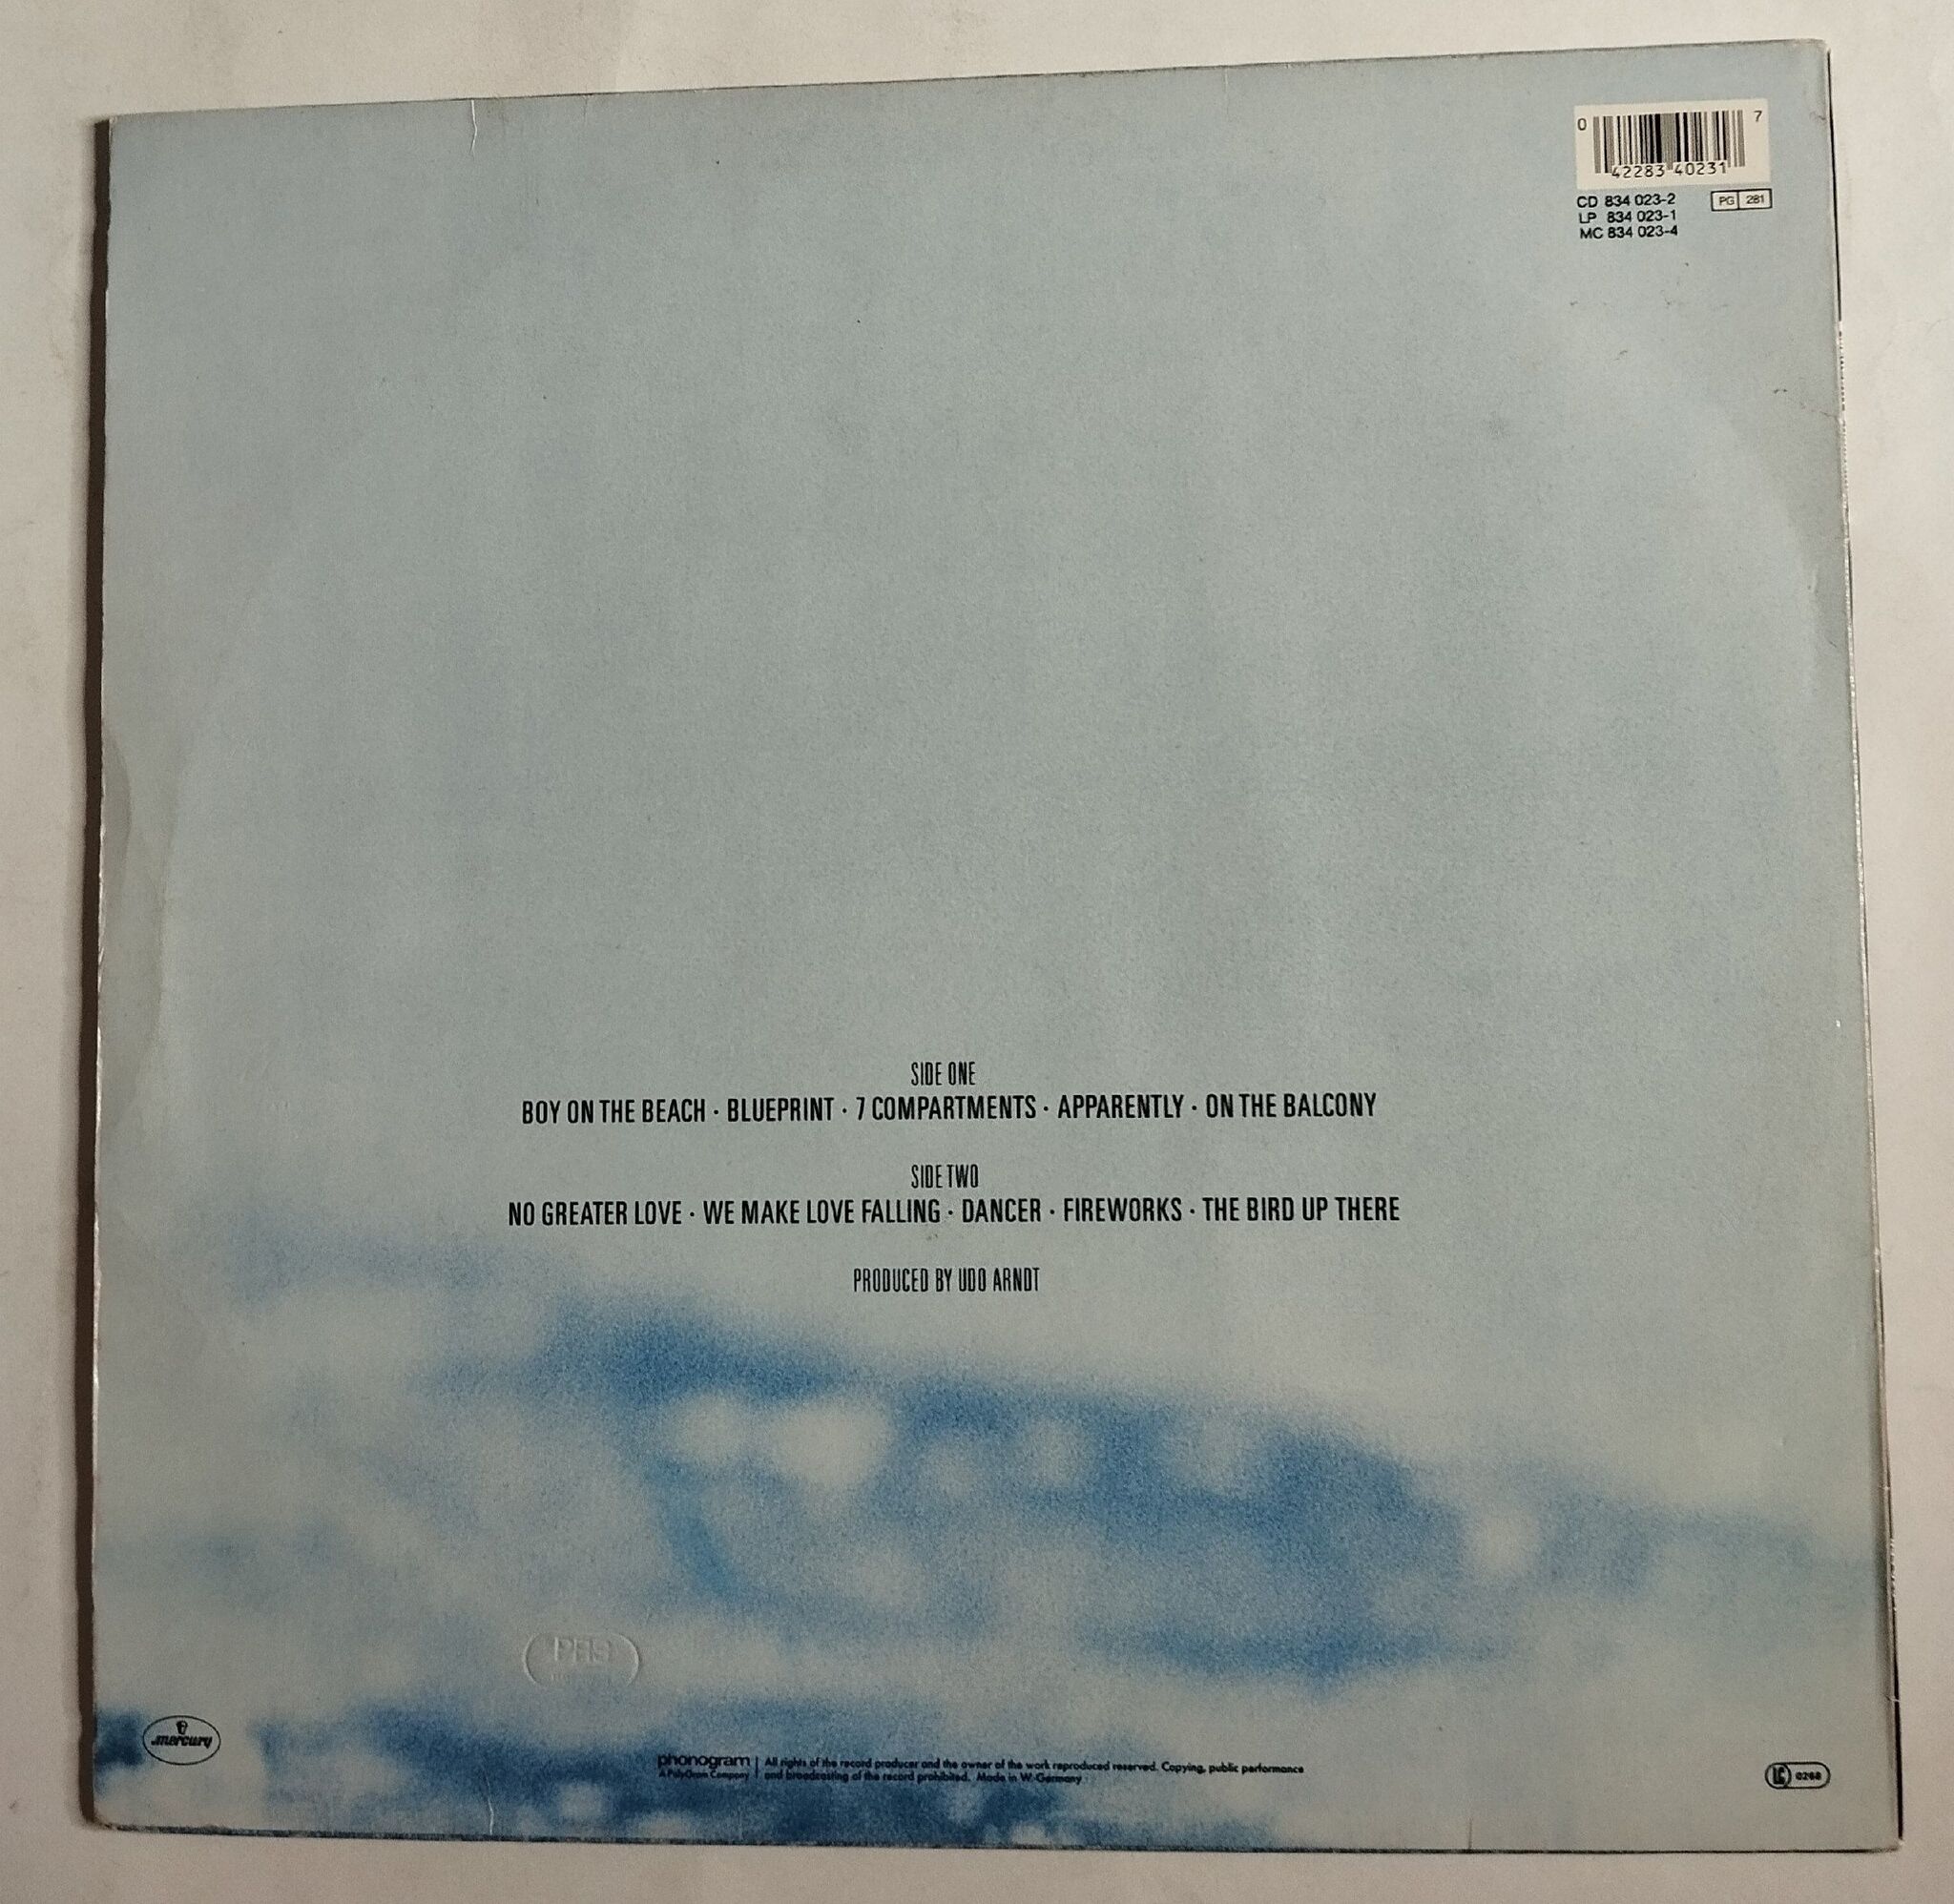 0 7
42283 40231
CD 834 023-2
LP 834 023-1
MC 834 023-4
PG 281
SIDE ONE
BOY ON THE BEACH · BLUEPRINT · 7 COMPARTMENTS · APPARENTLY · ON THE BALCONY
SIDE TWO
NO GREATER LOVE · WE MAKE LOVE FALLING · DANCER · FIREWORKS · THE BIRD UP THERE
PRODUCED BY UDO ARNDT
mercury
phonogram
A PolyGram Company
All rights of the record producer and the owner of the work reproduced reserved. Copying, public performance
and broadcasting of the record prohibited. Made in W.-Germany
LC 0268